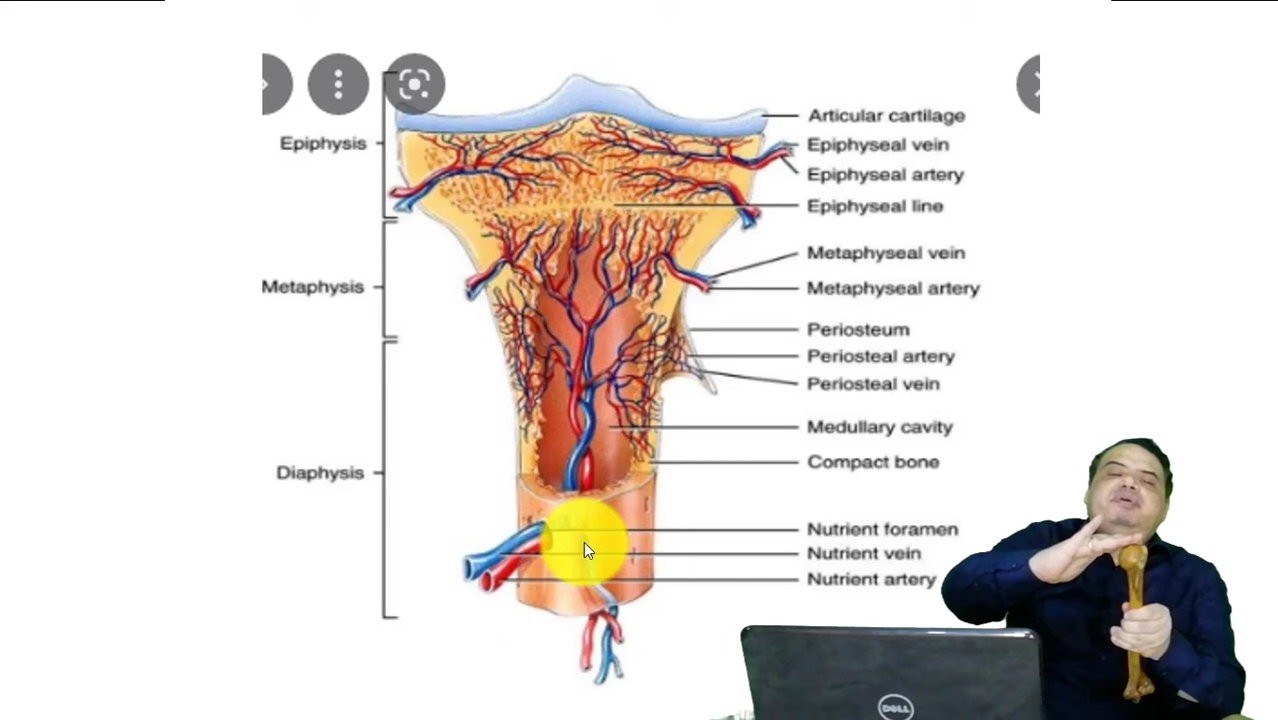 Epiphysis
Metaphysis
Diaphysis
Articular cartilage
Epiphyseal vein
Epiphyseal artery
Epiphyseal line
Metaphyseal vein
Metaphyseal artery
Periosteum
Periosteal artery
Periosteal vein
Medullary cavity
Compact bone
Nutrient foramen
Nutrient vein
Nutrient artery
DELL